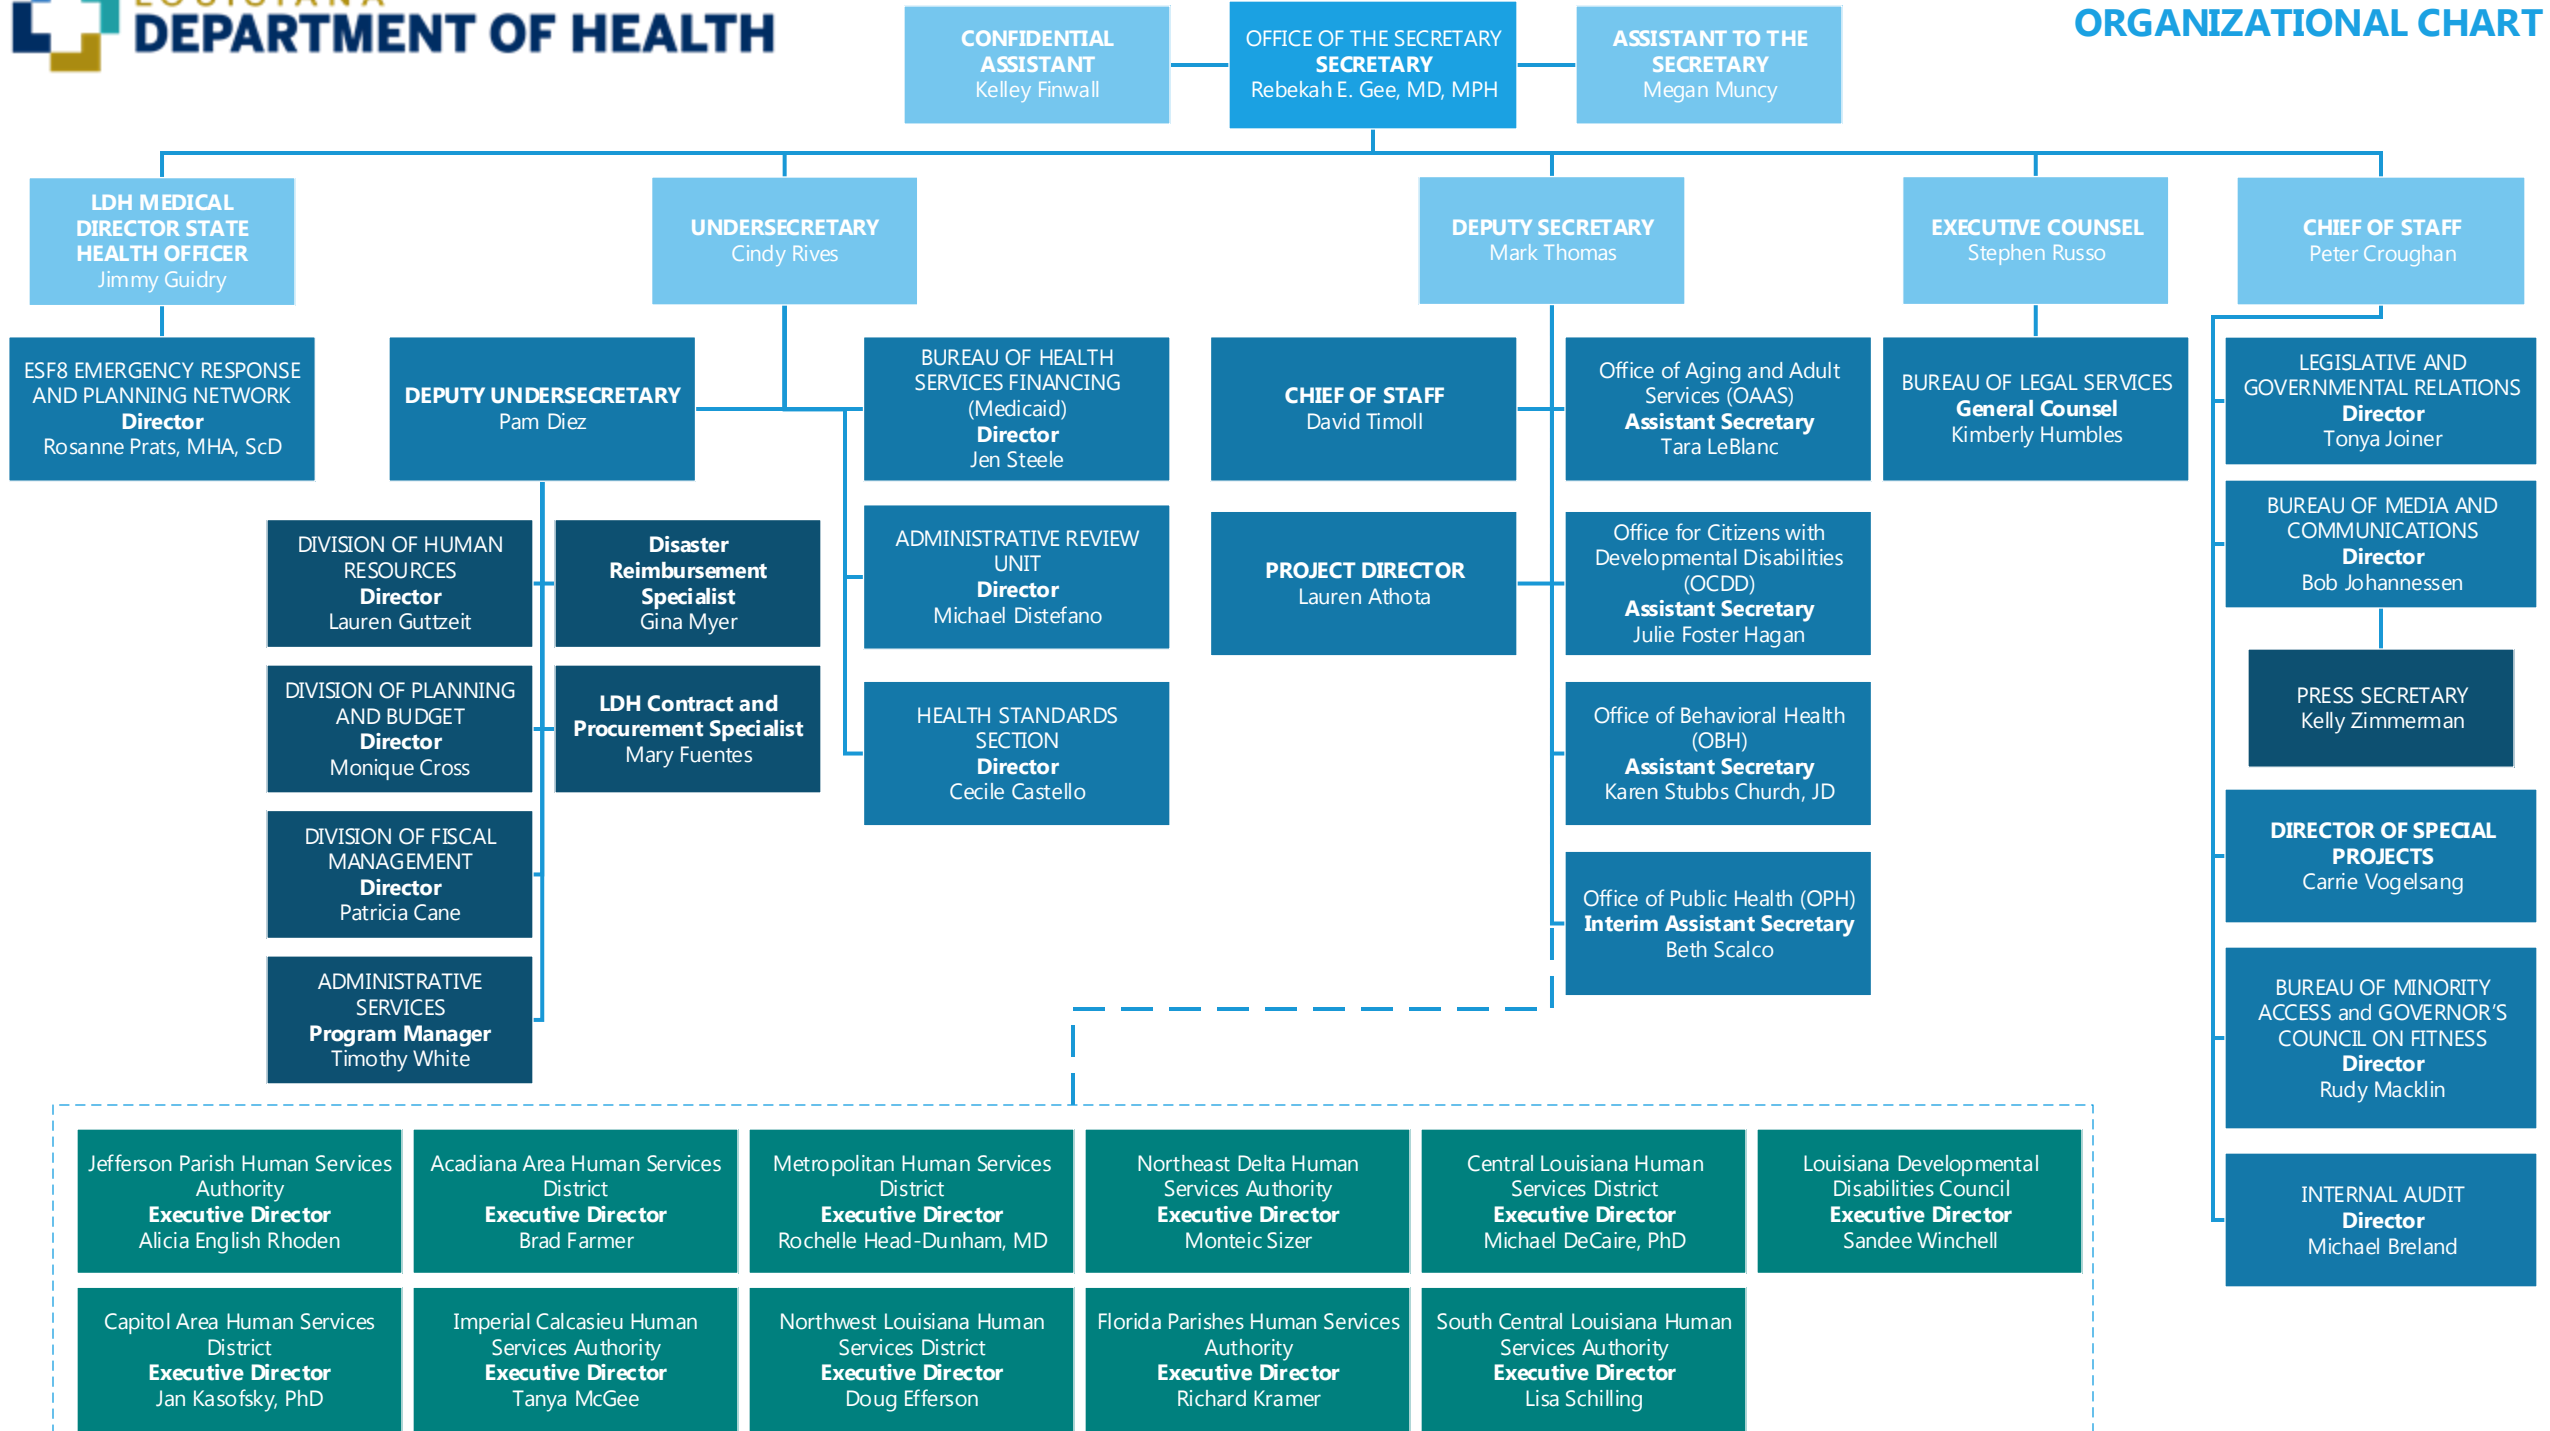 LOUISIANA
DEPARTMENT OF HEALTH
ORGANIZATIONAL CHART
CONFIDENTIAL
ASSISTANT
Kelley Finwall
OFFICE OF THE SECRETARY
SECRETARY
Rebekah E. Gee, MD, MPH
ASSISTANT TO THE
SECRETARY
Megan Muncy
LDH MEDICAL
DIRECTOR STATE
HEALTH OFFICER
Jimmy Guidry
UNDERSECRETARY
Cindy Rives
DEPUTY SECRETARY
Mark Thomas
EXECUTIVE COUNSEL
Stephen Russo
CHIEF OF STAFF
Peter Croughan
ESF8 EMERGENCY RESPONSE
AND PLANNING NETWORK
Director
Rosanne Prats, MHA, ScD
DEPUTY UNDERSECRETARY
Pam Diez
BUREAU OF HEALTH
SERVICES FINANCING
(Medicaid)
Director
Jen Steele
CHIEF OF STAFF
David Timoll
Office of Aging and Adult
Services (OAAS)
Assistant Secretary
Tara LeBlanc
BUREAU OF LEGAL SERVICES
General Counsel
Kimberly Humbles
LEGISLATIVE AND
GOVERNMENTAL RELATIONS
Director
Tonya Joiner
DIVISION OF HUMAN
RESOURCES
Director
Lauren Guttzeit
Disaster
Reimbursement
Specialist
Gina Myer
ADMINISTRATIVE REVIEW
UNIT
Director
Michael Distefano
PROJECT DIRECTOR
Lauren Athota
Office for Citizens with
Developmental Disabilities
(OCDD)
Assistant Secretary
Julie Foster Hagan
BUREAU OF MEDIA AND
COMMUNICATIONS
Director
Bob Johannessen
DIVISION OF PLANNING
AND BUDGET
Director
Monique Cross
LDH Contract and
Procurement Specialist
Mary Fuentes
HEALTH STANDARDS
SECTION
Director
Cecile Castello
Office of Behavioral Health
(OBH)
Assistant Secretary
Karen Stubbs Church, JD
PRESS SECRETARY
Kelly Zimmerman
DIVISION OF FISCAL
MANAGEMENT
Director
Patricia Cane
Office of Public Health (OPH)
Interim Assistant Secretary
Beth Scalco
DIRECTOR OF SPECIAL
PROJECTS
Carrie Vogelsang
ADMINISTRATIVE
SERVICES
Program Manager
Timothy White
BUREAU OF MINORITY
ACCESS and GOVERNOR’S
COUNCIL ON FITNESS
Director
Rudy Macklin
INTERNAL AUDIT
Director
Michael Breland
Jefferson Parish Human Services
Authority
Executive Director
Alicia English Rhoden
Acadiana Area Human Services
District
Executive Director
Brad Farmer
Metropolitan Human Services
District
Executive Director
Rochelle Head-Dunham, MD
Northeast Delta Human
Services Authority
Executive Director
Monteic Sizer
Central Louisiana Human
Services District
Executive Director
Michael DeCaire, PhD
Louisiana Developmental
Disabilities Council
Executive Director
Sandee Winchell
Capitol Area Human Services
District
Executive Director
Jan Kasofsky, PhD
Imperial Calcasieu Human
Services Authority
Executive Director
Tanya McGee
Northwest Louisiana Human
Services District
Executive Director
Doug Efferson
Florida Parishes Human Services
Authority
Executive Director
Richard Kramer
South Central Louisiana Human
Services Authority
Executive Director
Lisa Schilling